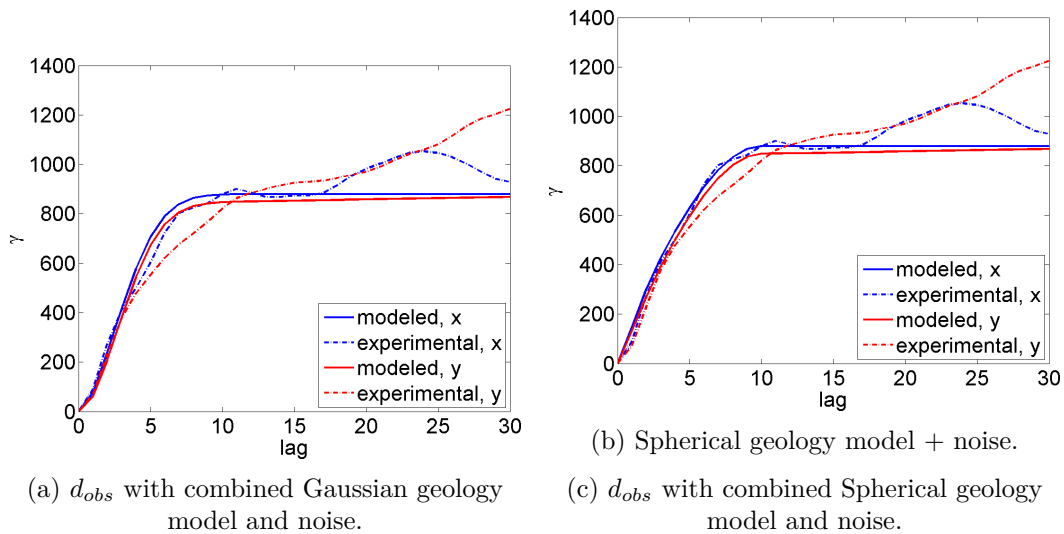 1400
1200
1000
800
600
400
200
0
γ
0 5 10 15 20 25 30
lag
modeled, x
experimental, x
modeled, y
experimental, y
(a) d_obs with combined Gaussian geology
model and noise.
1400
1200
1000
800
600
400
200
0
γ
0 5 10 15 20 25 30
lag
modeled, x
experimental, x
modeled, y
experimental, y
(b) Spherical geology model + noise.
(c) d_obs with combined Spherical geology
model and noise.